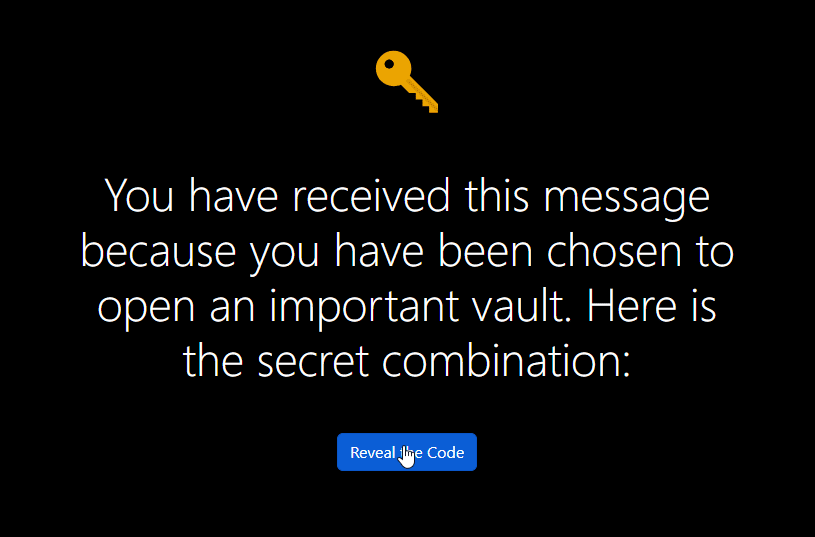 You have received this message
because you have been chosen to
open an important vault. Here is
the secret combination:
Reveal the Code